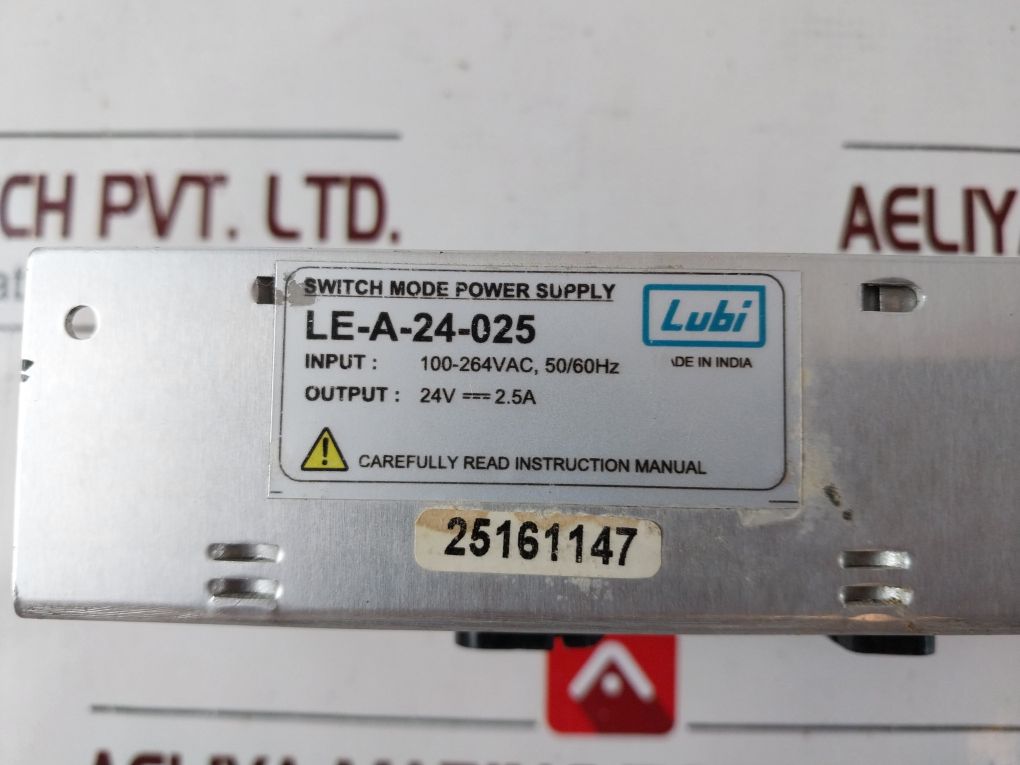 CH PVT. LTD.
AELIY
SWITCH MODE POWER SUPPLY
LE-A-24-025
Lubi
INPUT : 100-264VAC, 50/60Hz
ADE IN INDIA
OUTPUT : 24V ⎓ 2.5A
CAREFULLY READ INSTRUCTION MANUAL
25161147